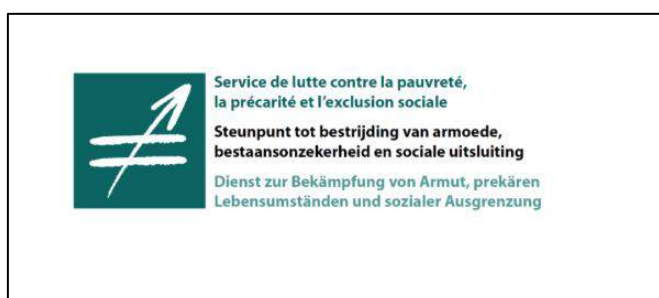 Service de lutte contre la pauvreté,
la précarité et l'exclusion sociale
Steunpunt tot bestrijding van armoede,
bestaansonzekerheid en sociale uitsluiting
Dienst zur Bekämpfung von Armut, prekären
Lebensumständen und sozialer Ausgrenzung